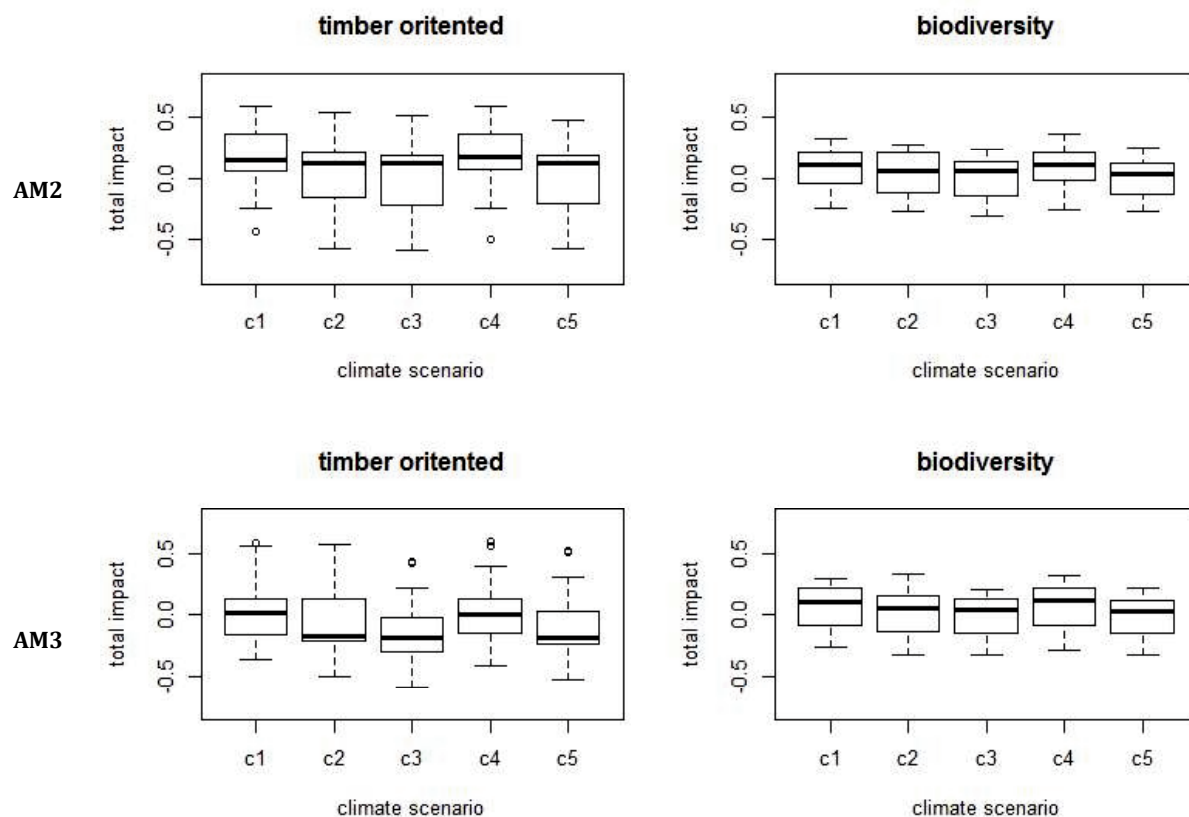 timber oritented
biodiversity
AM2
total impact
0.5
0.0
-0.5
c1 c2 c3 c4 c5
climate scenario
total impact
0.5
0.0
-0.5
c1 c2 c3 c4 c5
climate scenario
timber oritented
biodiversity
AM3
total impact
0.5
0.0
-0.5
c1 c2 c3 c4 c5
climate scenario
total impact
0.5
0.0
-0.5
c1 c2 c3 c4 c5
climate scenario